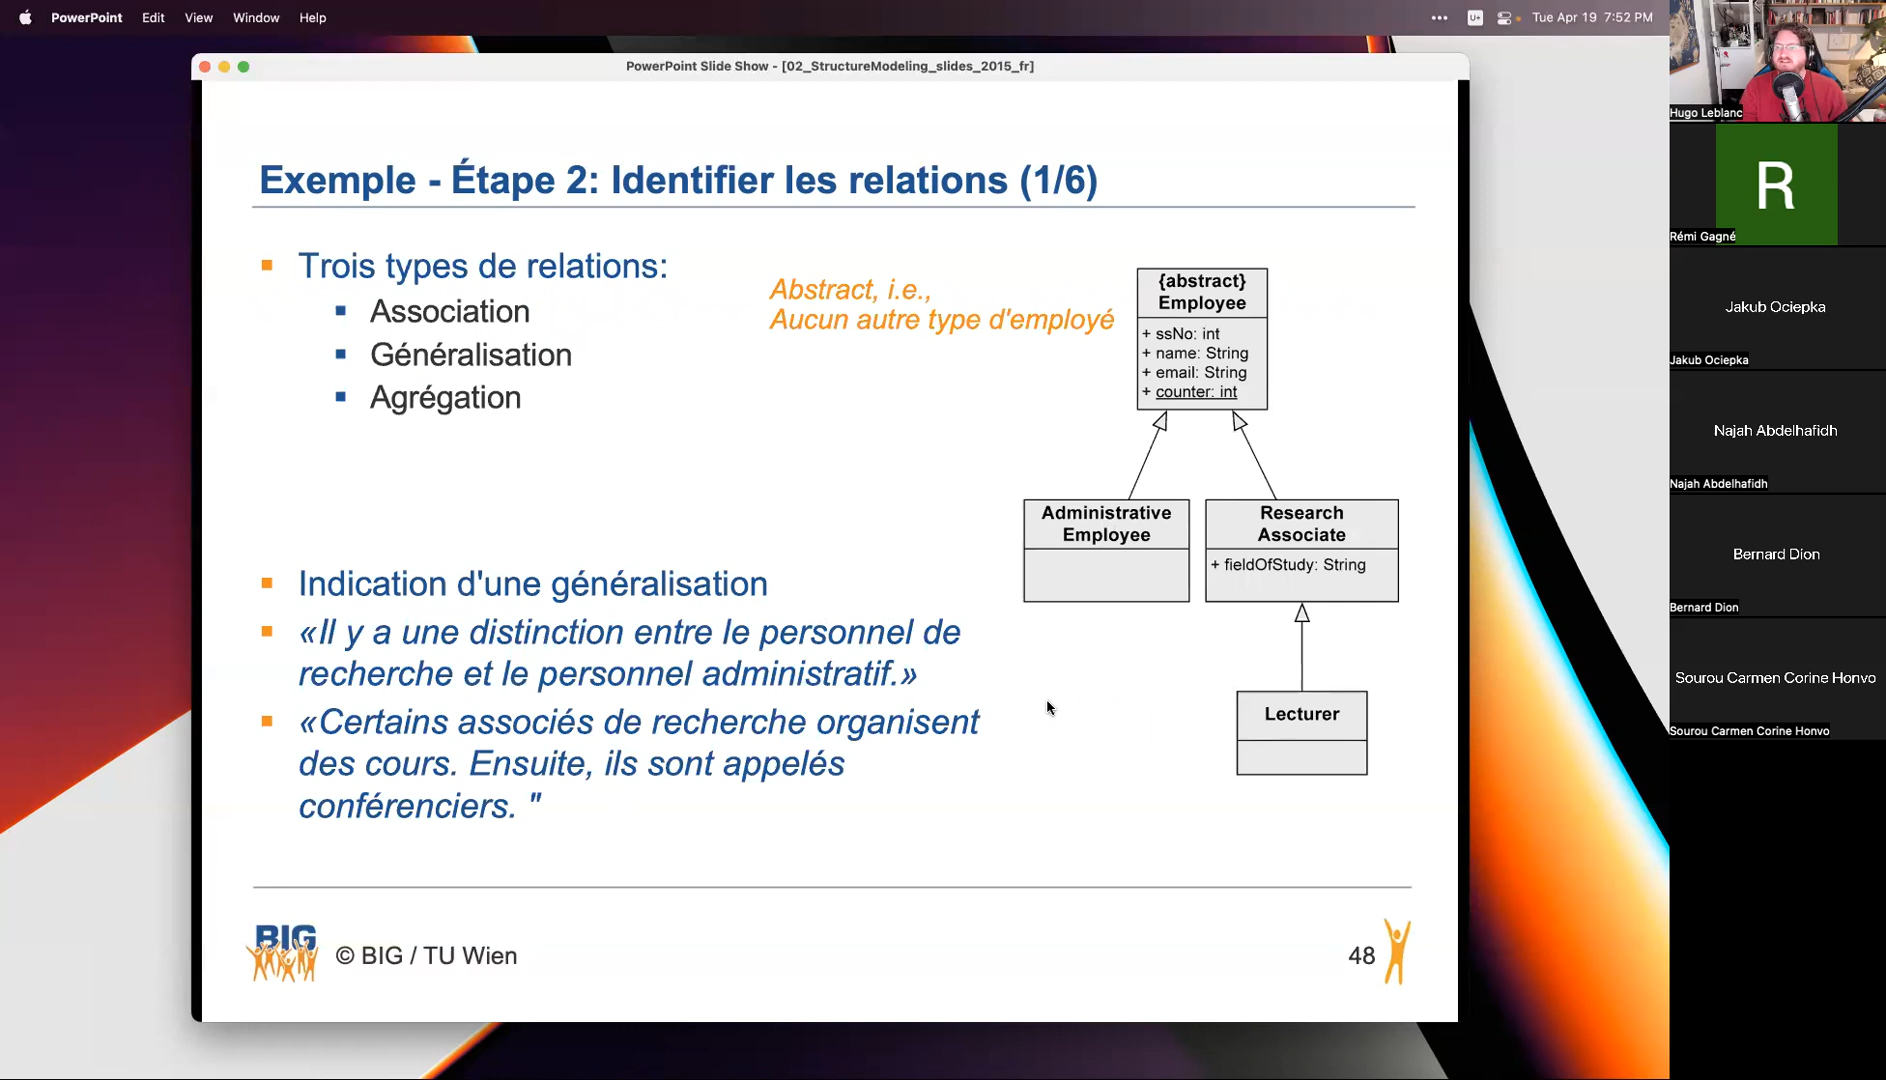 PowerPoint Edit View Window Help
Tue Apr 19 7:52 PM
PowerPoint Slide Show - [02_StructureModeling_slides_2015_fr]
Exemple - Étape 2: Identifier les relations (1/6)
Trois types de relations:
Association
Généralisation
Agrégation
Abstract, i.e.,
Aucun autre type d'employé
{abstract}
Employee
+ ssNo: int
+ name: String
+ email: String
+ counter: int
Administrative
Employee
Research
Associate
+ fieldOfStudy: String
Lecturer
Indication d'une généralisation
«Il y a une distinction entre le personnel de
recherche et le personnel administratif.»
«Certains associés de recherche organisent
des cours. Ensuite, ils sont appelés
conférenciers. "
BIG
© BIG / TU Wien
48
Hugo Leblanc
R
Rémi Gagné
Jakub Ociepka
Jakub Ociepka
Najah Abdelhafidh
Najah Abdelhafidh
Bernard Dion
Bernard Dion
Sourou Carmen Corine Honvo
Sourou Carmen Corine Honvo